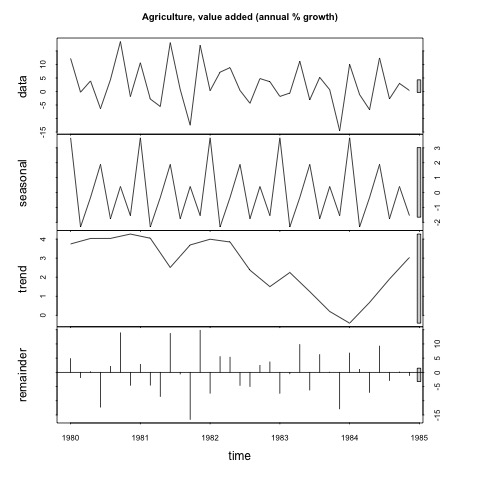 Agriculture, value added (annual % growth)
data
-15 -5 0 5 10
seasonal
-2 -1 0 1 2 3
trend
0 1 2 3 4
remainder
-15 -5 0 5 10
1980 1981 1982 1983 1984 1985
time